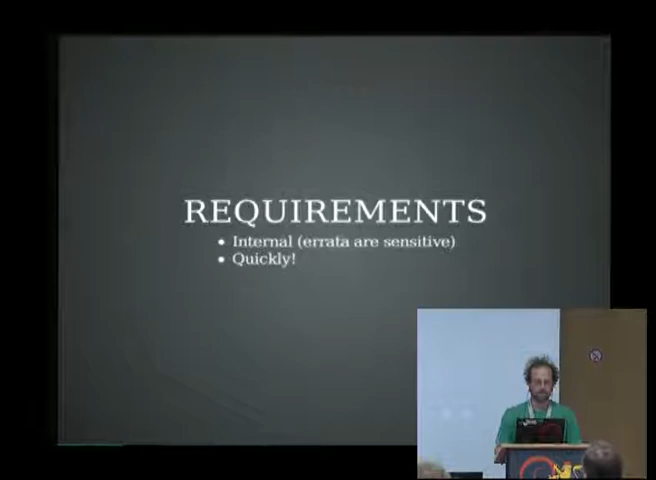 REQUIREMENTS
• Internal (errata are sensitive)
• Quickly!